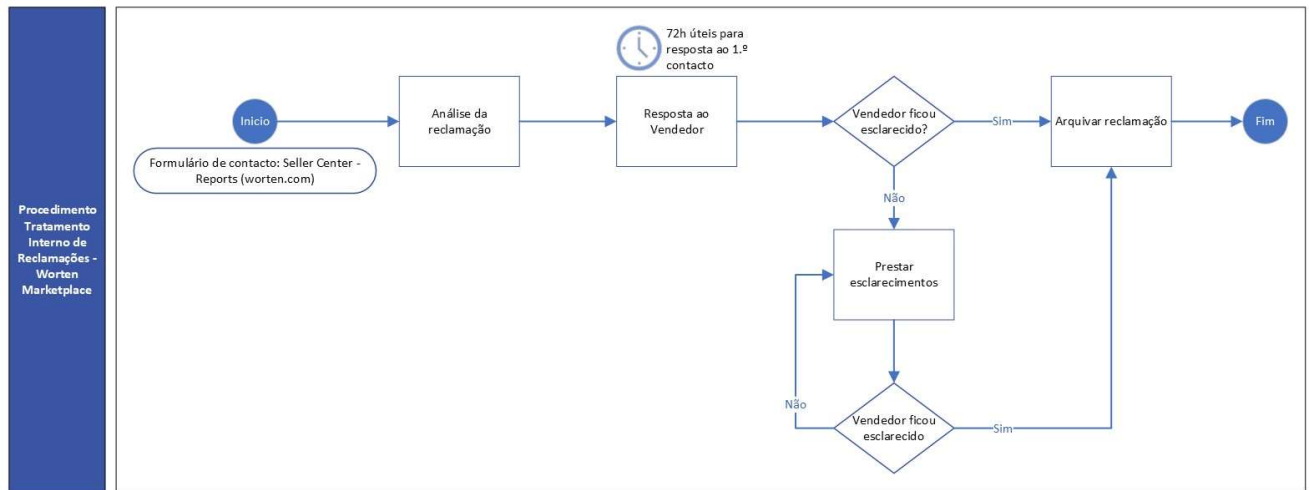 Procedimento
Tratamento
Interno de
Reclamações -
Worten
Marketplace
Inicio
Formulário de contacto: Seller Center -
Reports (worten.com)
Análise da
reclamação
72h úteis para
resposta ao 1.º
contacto
Resposta ao
Vendedor
Vendedor ficou
esclarecido?
Sim
Arquivar reclamação
Fim
Não
Prestar
esclarecimentos
Não
Vendedor ficou
esclarecido
Sim